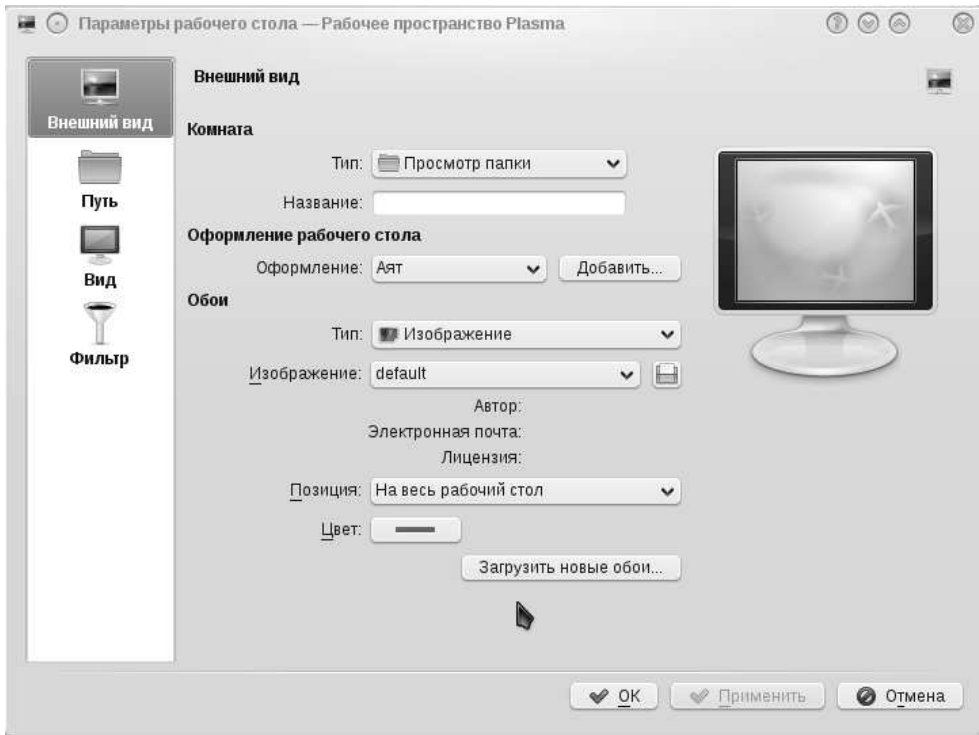 Параметры рабочего стола — Рабочее пространство Plasma
Внешний вид
Путь
Вид
Фильтр
Внешний вид
Комната
Тип: Просмотр папки
Название:
Оформление рабочего стола
Оформление: Аят Добавить...
Обои
Тип: Изображение
Изображение: default
Автор:
Электронная почта:
Лицензия:
Позиция: На весь рабочий стол
Цвет:
Загрузить новые обои...
ОК Применить Отмена